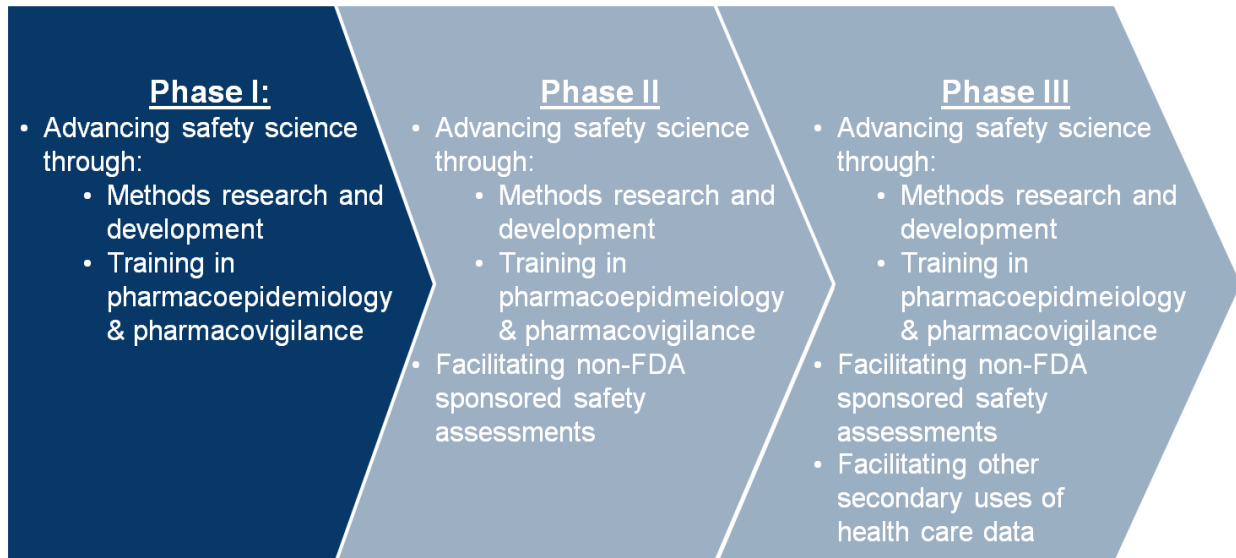 Phase I:
• Advancing safety science
through:
• Methods research and
development
• Training in
pharmacoepidemiology
& pharmacovigilance
Phase II
• Advancing safety science
through:
• Methods research and
development
• Training in
pharmacoepidmeiology
& pharmacovigilance
• Facilitating non-FDA
sponsored safety
assessments
Phase III
• Advancing safety science
through:
• Methods research and
development
• Training in
pharmacoepidmeiology
& pharmacovigilance
• Facilitating non-FDA
sponsored safety
assessments
• Facilitating other
secondary uses of
health care data